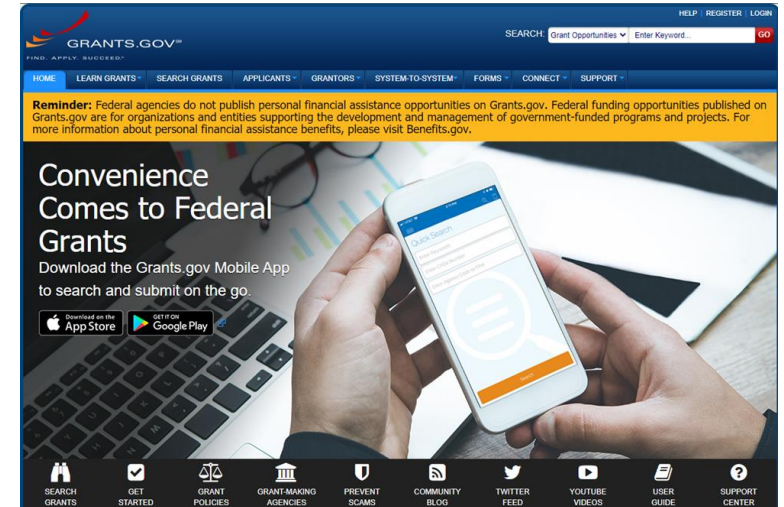 HELP | REGISTER | LOGIN
GRANTS.GOV℠
FIND. APPLY. SUCCEED.℠
SEARCH: Grant Opportunities Enter Keyword... GO
HOME LEARN GRANTS SEARCH GRANTS APPLICANTS GRANTORS SYSTEM-TO-SYSTEM FORMS CONNECT SUPPORT
Reminder: Federal agencies do not publish personal financial assistance opportunities on Grants.gov. Federal funding opportunities published on
Grants.gov are for organizations and entities supporting the development and management of government-funded programs and projects. For
more information about personal financial assistance benefits, please visit Benefits.gov.
Convenience
Comes to Federal
Grants
Download the Grants.gov Mobile App
to search and submit on the go.
Download on the
App Store
GET IT ON
Google Play
Quick Search
Search
SEARCH GRANTS
GET STARTED
GRANT POLICIES
GRANT-MAKING AGENCIES
PREVENT SCAMS
COMMUNITY BLOG
TWITTER FEED
YOUTUBE VIDEOS
USER GUIDE
SUPPORT CENTER